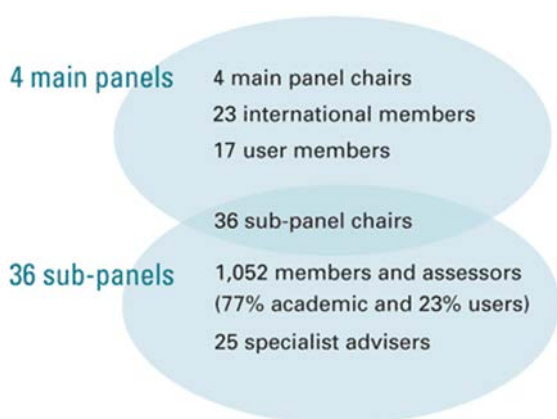 4 main panels
4 main panel chairs
23 international members
17 user members
36 sub-panel chairs
36 sub-panels
1,052 members and assessors
(77% academic and 23% users)
25 specialist advisers